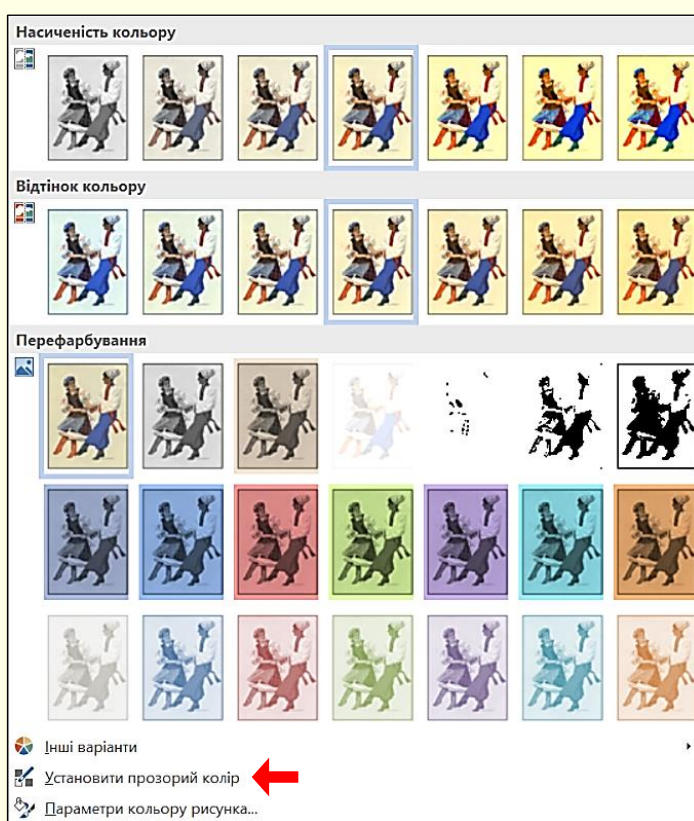 Насиченість кольору
Відтінок кольору
Перефарбування
Інші варіанти
Установити прозорий колір
Параметри кольору рисунка...